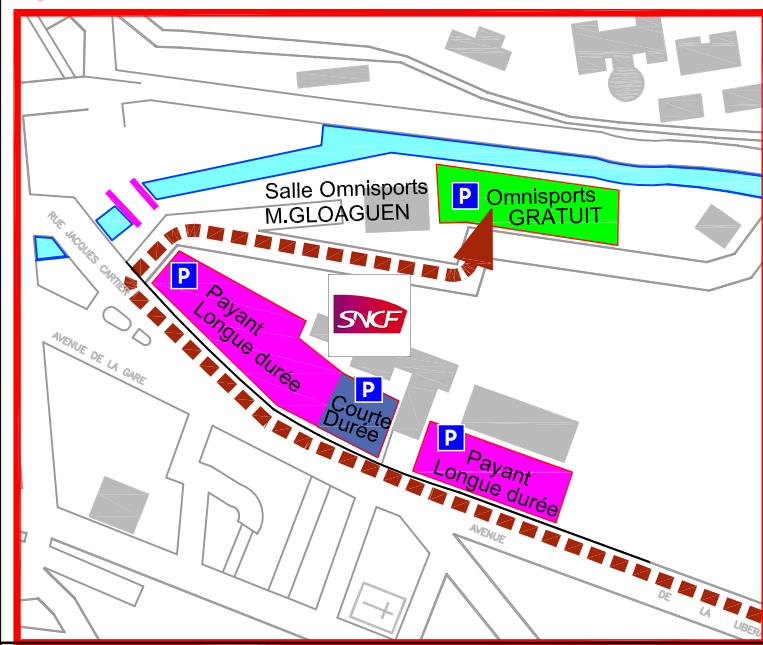 Salle Omnisports
M.GLOAGUEN
P
Omnisports
GRATUIT
RUE JACQUES CARTIER
P
Payant
Longue durée
SNCF
AVENUE DE LA GARE
P
Courte
Durée
P
Payant
Longue durée
AVENUE
DE
LA
LIBERA